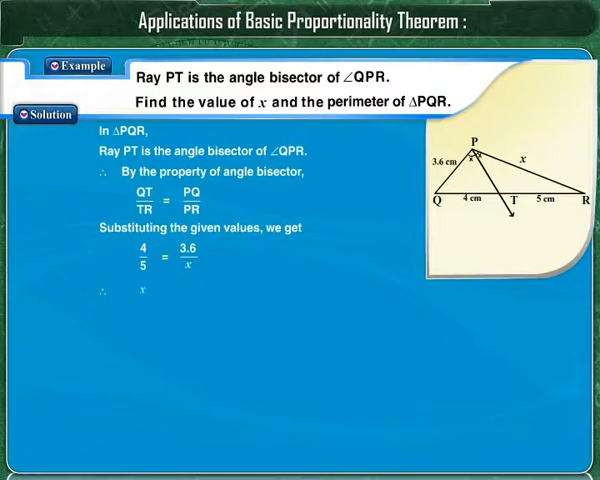 Applications of Basic Proportionality Theorem :
Example
Ray PT is the angle bisector of ∠QPR.
Find the value of x and the perimeter of ΔPQR.
Solution
In ΔPQR,
Ray PT is the angle bisector of ∠QPR.
∴ By the property of angle bisector,
QT/TR = PQ/PR
Substituting the given values, we get
4/5 = 3.6/x
∴ x
P
3.6 cm x
x x
Q 4 cm T 5 cm R